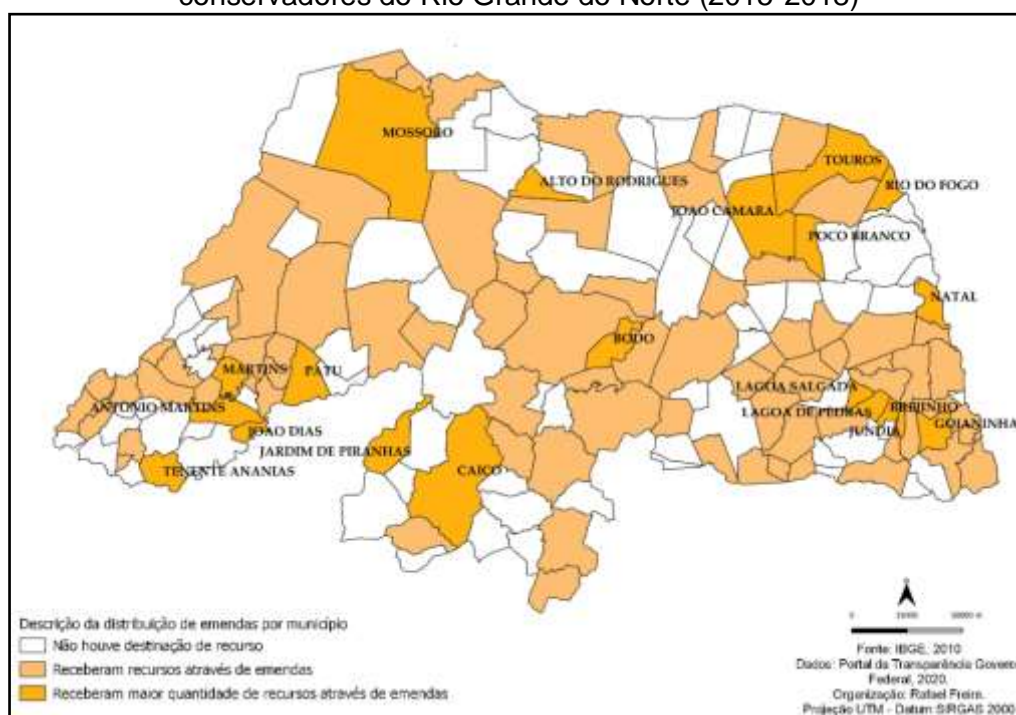 conservadores do Rio Grande do Norte (2015-2018)
MOSSORO
TOUROS
ALTO DO RODRIGUES
RIO DO FOGO
JOAO CAMARA
POCO BRANCO
NATAL
BODO
MARTINS
PATU
LAGOA SALGADA
ANTONIO MARTINS
LAGOA DE PEDRAS
BREJINHO
GOIANINHA
JOAO DIAS
JUNDIA
JARDIM DE PIRANHAS
TENENTE ANANIAS
CAICO
Descrição da distribuição de emendas por município
Não houve destinação de recurso
Receberam recursos através de emendas
Receberam maior quantidade de recursos através de emendas
0
Fonte: IBGE, 2010
Dados: Portal da Transparência Governo
Federal, 2020.
Organização: Rafael Freire.
Projeção UTM - Datum SIRGAS 2000